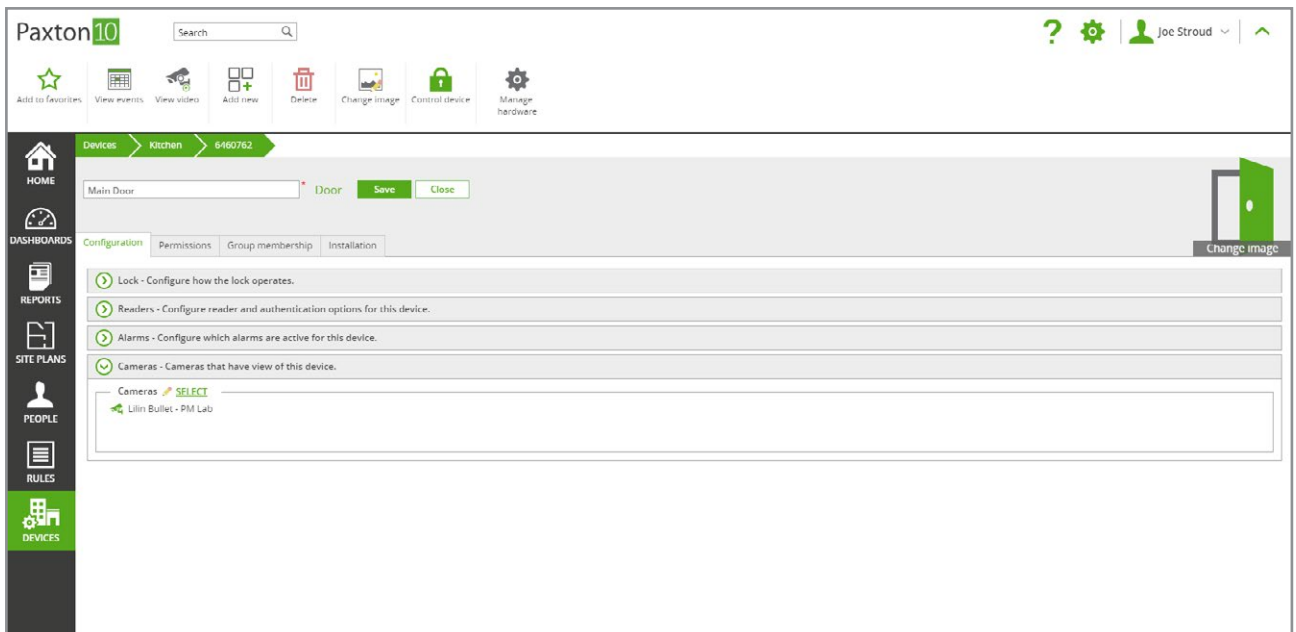 Paxton10
Search
Joe Stroud
Add to favorites
View events
View video
Add new
Delete
Change image
Control device
Manage
hardware
HOME
DASHBOARDS
REPORTS
SITE PLANS
PEOPLE
RULES
DEVICES
Devices
Kitchen
6460762
Main Door
* Door
Save
Close
Change image
Configuration
Permissions
Group membership
Installation
Lock - Configure how the lock operates.
Readers - Configure reader and authentication options for this device.
Alarms - Configure which alarms are active for this device.
Cameras - Cameras that have view of this device.
Cameras SELECT
Lilin Bullet - PM Lab